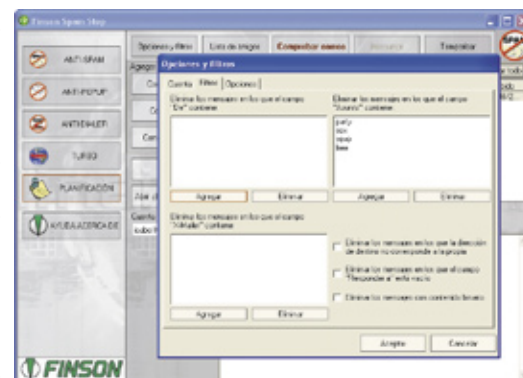 Finson Spam Stop
Opciones y filtros
Lista de amigos
Comprobar correo
Temporizar
ANTI-SPAM
ANTI-POPUP
ANTIDIALER
TURBO
PLANIFICACIÓN
AYUDA/ACERCA DE
FINSON
Opciones y filtros
Cuenta Filtros Opciones
Eliminar los mensajes en los que el campo
"De" contiene
Agregar Eliminar
Eliminar los mensajes en los que el campo
"Asunto" contiene
party
sex
news
free
Agregar Eliminar
Eliminar los mensajes en los que el campo
"X-Mailer" contiene
Agregar Eliminar
Eliminar los mensajes en los que la dirección
de destino no corresponde a la propia
Eliminar los mensajes en los que el campo
"Responder a" está vacío
Eliminar los mensajes con contenido binario
Aceptar Cancelar